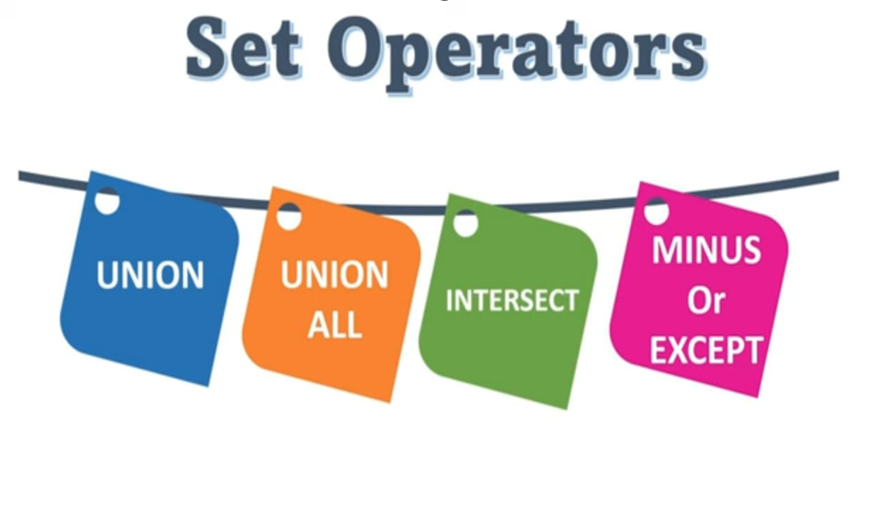 Set Operators
UNION
UNION
ALL
INTERSECT
MINUS
Or
EXCEPT